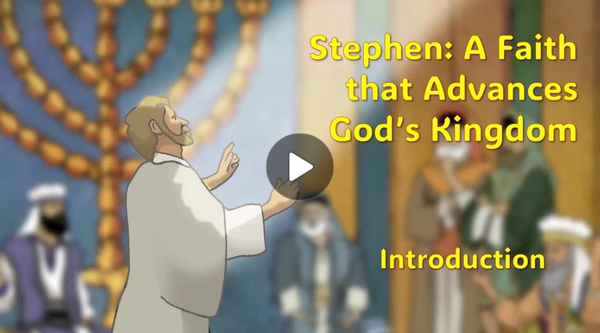 Stephen: A Faith
that Advances
God's Kingdom
Introduction